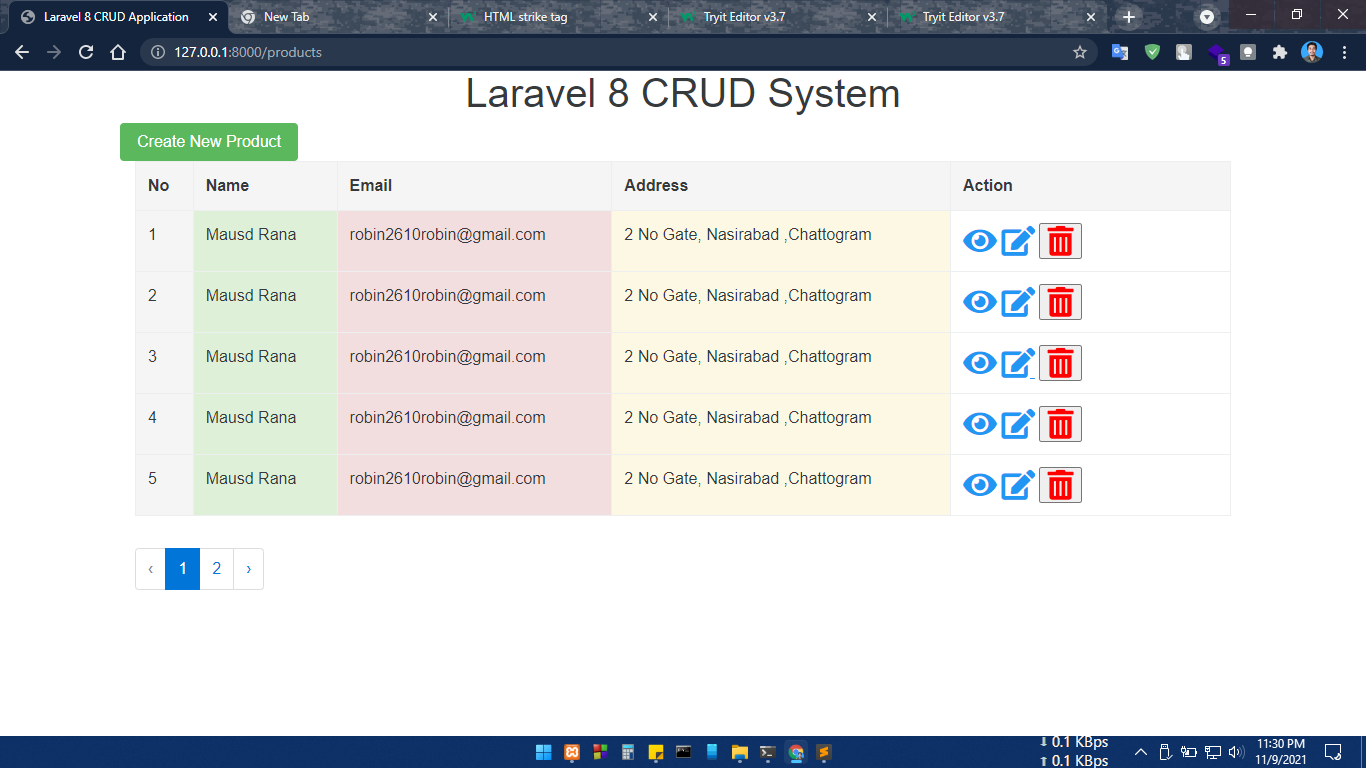 Laravel 8 CRUD Application New Tab HTML strike tag Tryit Editor v3.7 Tryit Editor v3.7
127.0.0.1:8000/products
5
Laravel 8 CRUD System
Create New Product
No Name Email Address Action
1 Mausd Rana robin2610robin@gmail.com 2 No Gate, Nasirabad ,Chattogram
2 Mausd Rana robin2610robin@gmail.com 2 No Gate, Nasirabad ,Chattogram
3 Mausd Rana robin2610robin@gmail.com 2 No Gate, Nasirabad ,Chattogram
4 Mausd Rana robin2610robin@gmail.com 2 No Gate, Nasirabad ,Chattogram
5 Mausd Rana robin2610robin@gmail.com 2 No Gate, Nasirabad ,Chattogram
‹ 1 2 ›
0.1 KBps 11:30 PM
0.1 KBps 11/9/2021